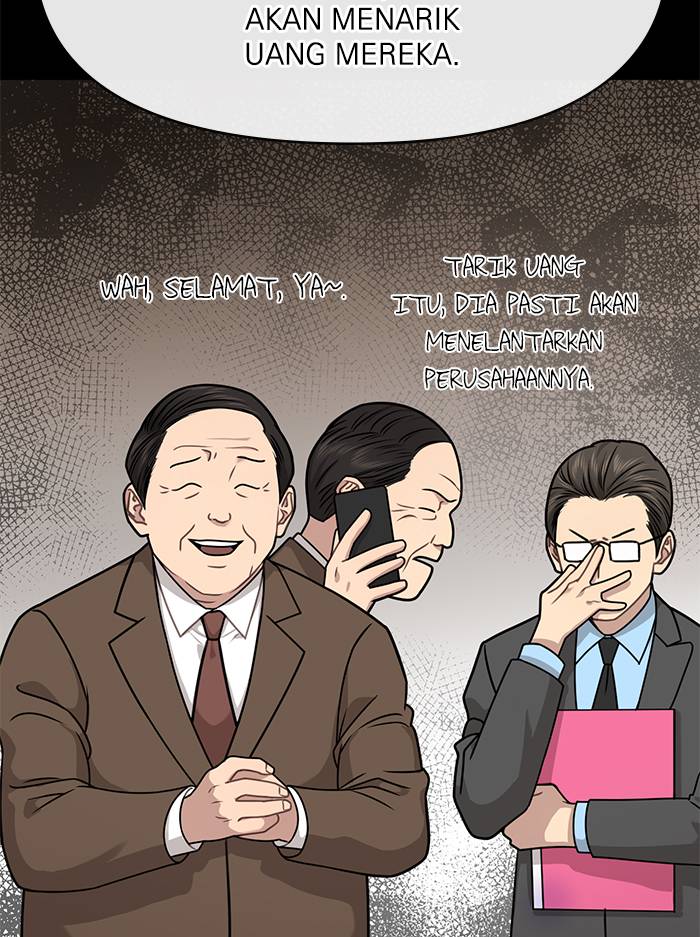 AKAN MENARIK
UANG MEREKA.
WAH, SELAMAT, YA~.
TARIK UANG
ITU, DIA PASTI AKAN
MENELANTARKAN
PERUSAHAANNYA.